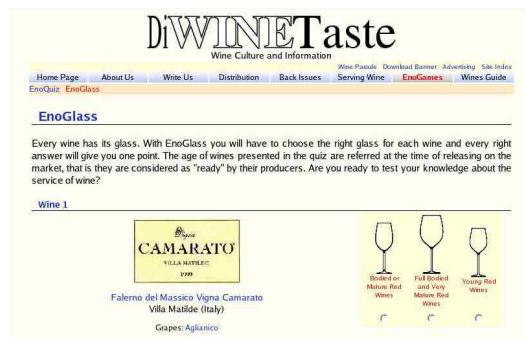 DiWINETaste
Wine Culture and Information
Wine Parade Download Banner Advertising Site Index
Home Page About Us Write Us Distribution Back Issues Serving Wine EnoGames Wines Guide
EnoQuiz EnoGlass
EnoGlass
Every wine has its glass. With EnoGlass you will have to choose the right glass for each wine and every right
answer will give you one point. The age of wines presented in the quiz are referred at the time of releasing on the
market, that is they are considered as "ready" by their producers. Are you ready to test your knowledge about the
service of wine?
Wine 1
Vigna
CAMARATO
VILLA MATILDE
1999
Falerno del Massico Vigna Camarato
Villa Matilde (Italy)
Grapes: Aglianico
Bodied or
Mature Red
Wines
Full Bodied
and Very
Mature Red
Wines
Young Red
Wines